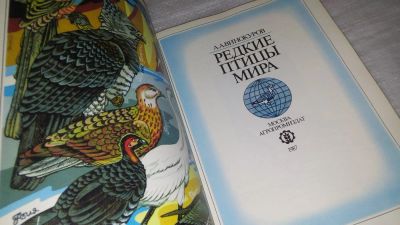 А.А.ВИНОКУРОВ
РЕДКИЕ
ПТИЦЫ
МИРА
МОСКВА
АГРОПРОМИЗДАТ
1987